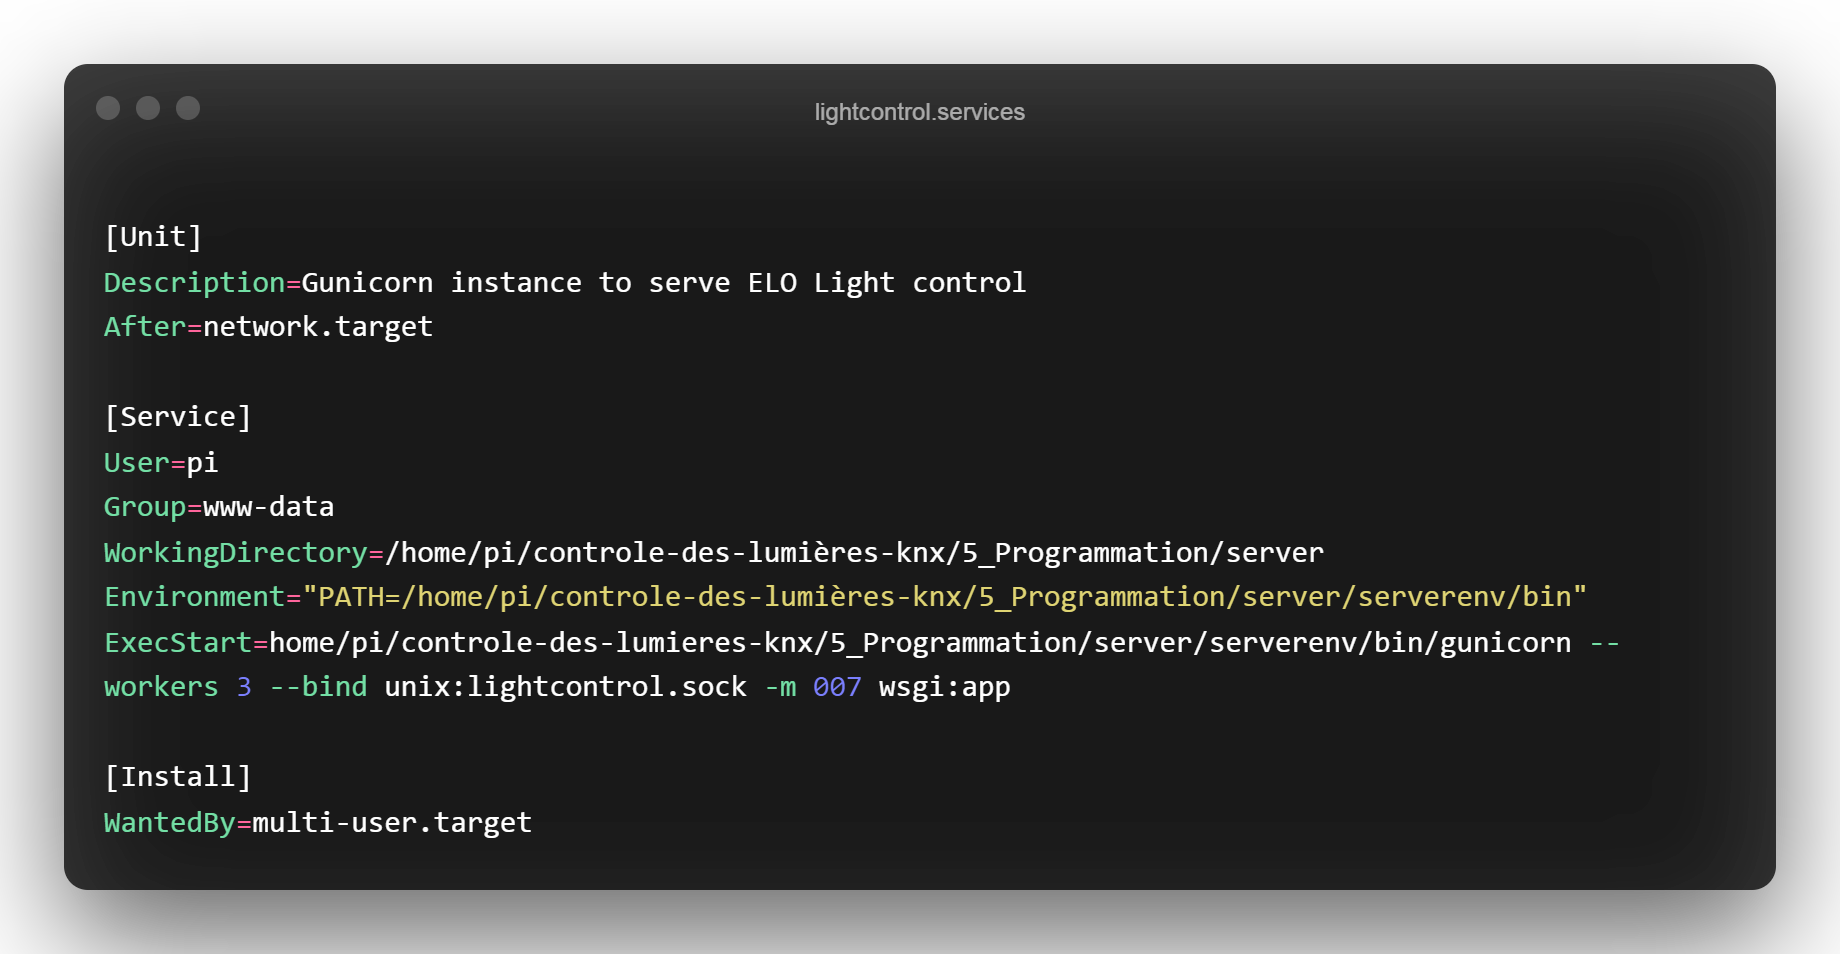 lightcontrol.services
[Unit]
Description=Gunicorn instance to serve ELO Light control
After=network.target
[Service]
User=pi
Group=www-data
WorkingDirectory=/home/pi/controle-des-lumières-knx/5_Programmation/server
Environment="PATH=/home/pi/controle-des-lumières-knx/5_Programmation/server/serverenv/bin"
ExecStart=home/pi/controle-des-lumieres-knx/5_Programmation/server/serverenv/bin/gunicorn --
workers 3 --bind unix:lightcontrol.sock -m 007 wsgi:app
[Install]
WantedBy=multi-user.target